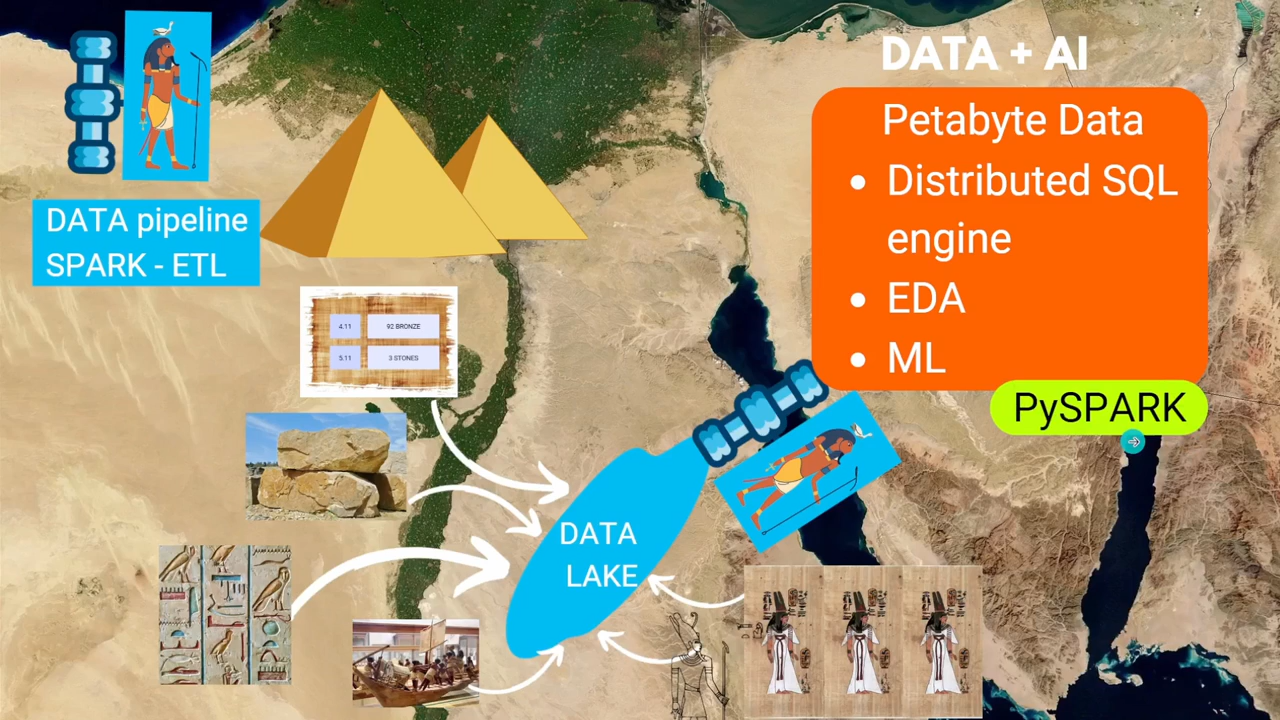 DATA + AI
Petabyte Data
• Distributed SQL
engine
• EDA
• ML
PySPARK
DATA pipeline
SPARK - ETL
4.11 92 BRONZE
5.11 3 STONES
DATA
LAKE